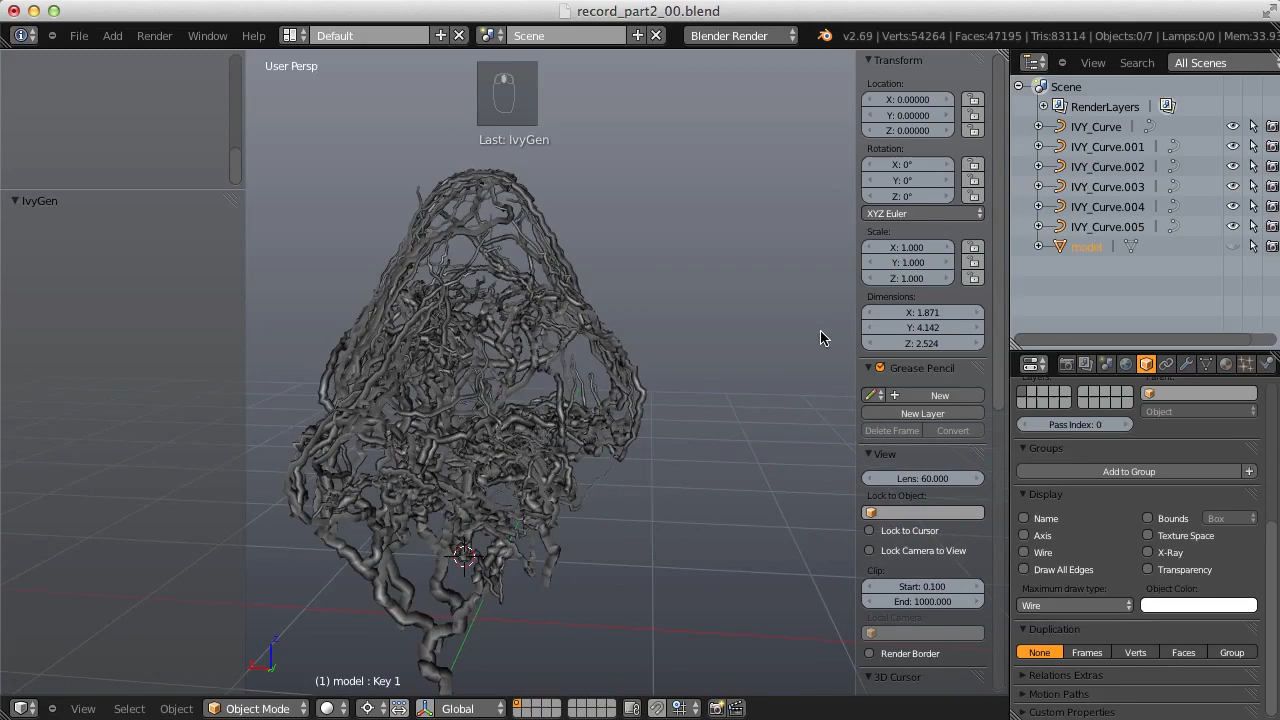 record_part2_00.blend
File Add Render Window Help Default Scene Blender Render v2.69 | Verts:54264 | Faces:47195 | Tris:83114 | Objects:0/7 | Lamps:0/0 | Mem:33.93
User Persp
Last: IvyGen
IvyGen
(1) model : Key 1
View Select Object Object Mode Global
Transform
Location:
X: 0.00000
Y: 0.00000
Z: 0.00000
Rotation:
X: 0°
Y: 0°
Z: 0°
XYZ Euler
Scale:
X: 1.000
Y: 1.000
Z: 1.000
Dimensions:
X: 1.871
Y: 4.142
Z: 2.524
Grease Pencil
New
New Layer
Delete Frame Convert
View
Lens: 60.000
Lock to Object:
Lock to Cursor
Lock Camera to View
Clip:
Start: 0.100
End: 1000.000
Local Camera:
Render Border
3D Cursor
View Search All Scenes
Scene
RenderLayers
IVY_Curve
IVY_Curve.001
IVY_Curve.002
IVY_Curve.003
IVY_Curve.004
IVY_Curve.005
model
Layers: Parent:
Object
Pass Index: 0
Groups
Add to Group
Display
Name Bounds Box
Axis Texture Space
Wire X-Ray
Draw All Edges Transparency
Maximum draw type: Object Color:
Wire
Duplication
None Frames Verts Faces Group
Relations Extras
Motion Paths
Custom Properties